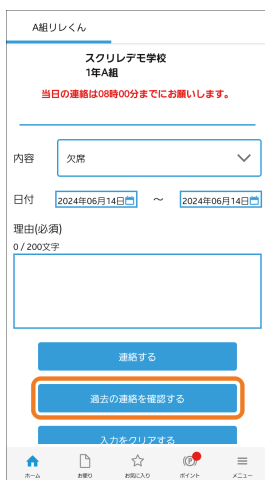 A組リレくん
スクリレデモ学校
1年A組
当日の連絡は08時00分までにお願いします。
内容
欠席
日付 2024年06月14日 ～ 2024年06月14日
理由(必須)
0 / 200文字
連絡する
過去の連絡を確認する
入力をクリアする
ホーム お便り お気に入り ポイント メニュー